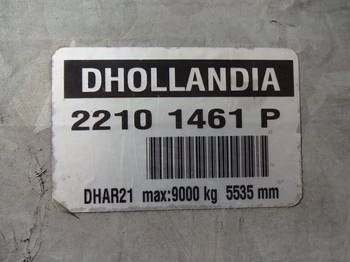 DHOLLANDIA
2210 1461 P
DHAR21 max:9000 kg 5535 mm